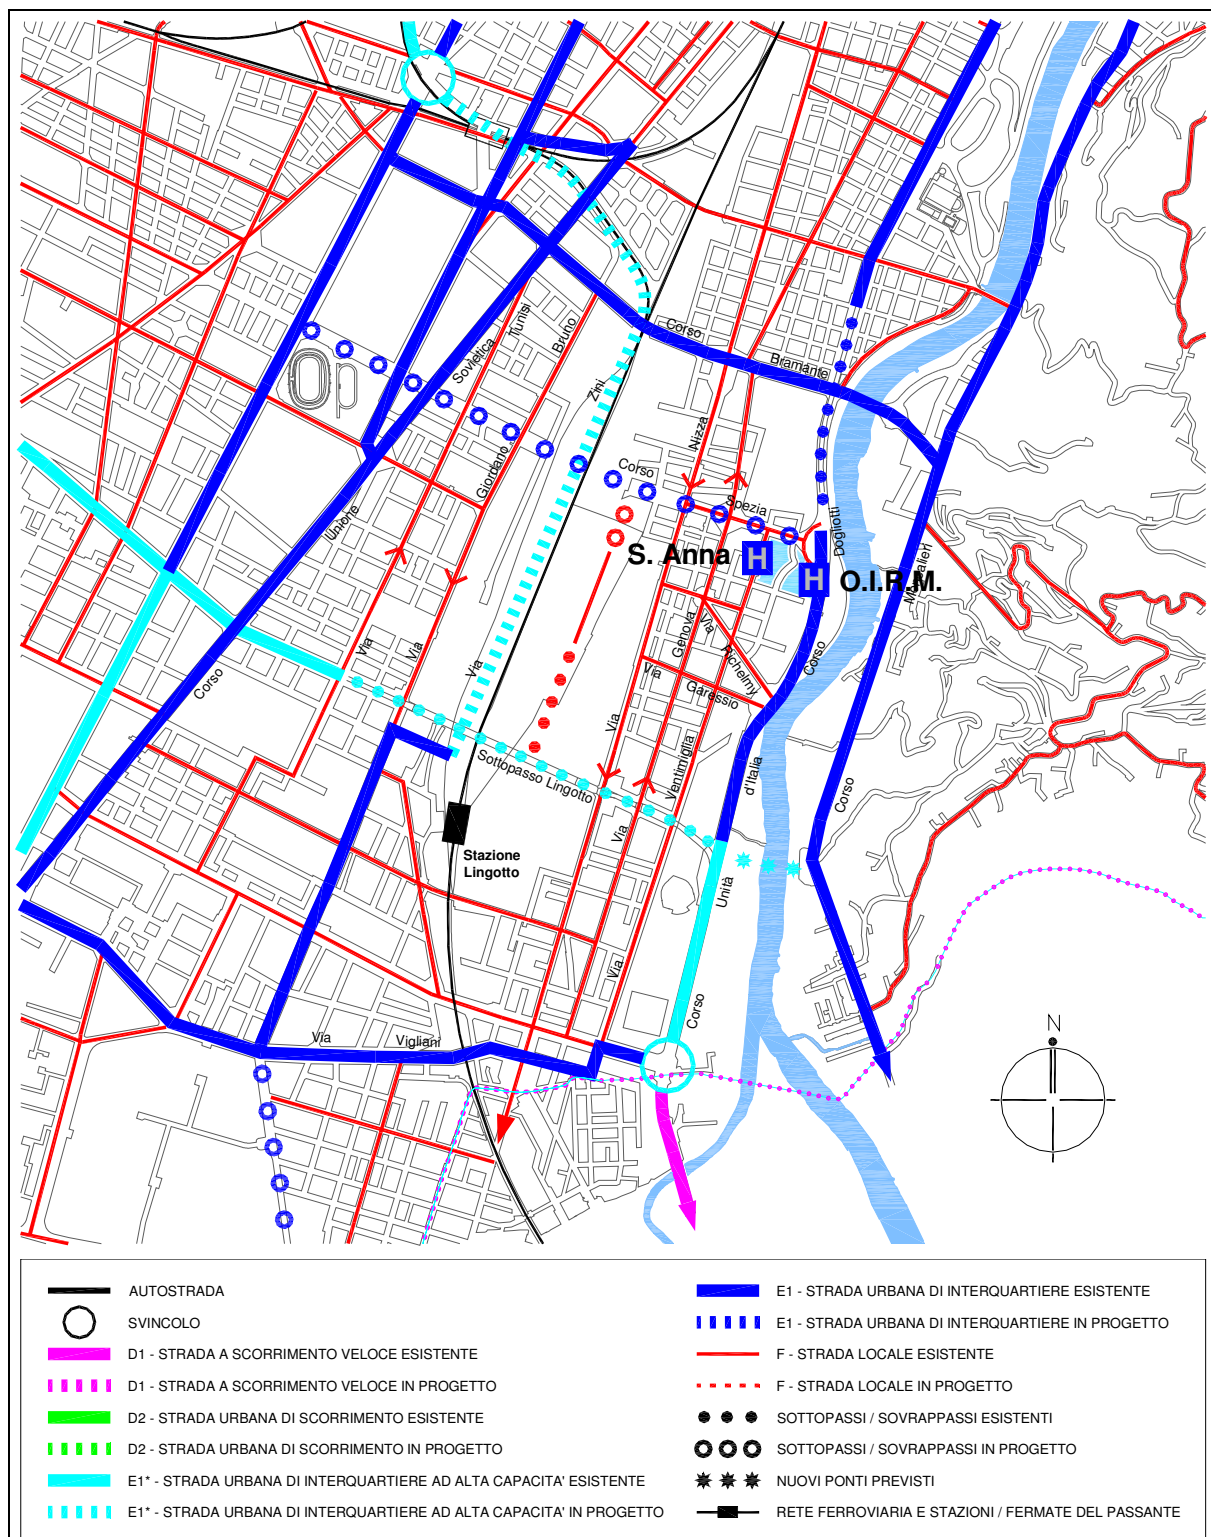 Corso
Bramante
Tunisi
Bruno
Sovietica
Zini
Nizza
Giordano
Corso
Spezia
Unione
Dogliotti
S. Anna
H
H
O.I.R.M.
Moncalieri
Genova
Via
Richelmy
Via
Via
Via
Corso
Via
Garessio
Corso
Via
Ventimiglia
d'Italia
Sottopasso Lingotto
Corso
Via
Stazione
Lingotto
Unità
Via
Corso
Via
Vigliani
N
AUTOSTRADA
SVINCOLO
D1 - STRADA A SCORRIMENTO VELOCE ESISTENTE
D1 - STRADA A SCORRIMENTO VELOCE IN PROGETTO
D2 - STRADA URBANA DI SCORRIMENTO ESISTENTE
D2 - STRADA URBANA DI SCORRIMENTO IN PROGETTO
E1* - STRADA URBANA DI INTERQUARTIERE AD ALTA CAPACITA' ESISTENTE
E1* - STRADA URBANA DI INTERQUARTIERE AD ALTA CAPACITA' IN PROGETTO
E1 - STRADA URBANA DI INTERQUARTIERE ESISTENTE
E1 - STRADA URBANA DI INTERQUARTIERE IN PROGETTO
F - STRADA LOCALE ESISTENTE
F - STRADA LOCALE IN PROGETTO
SOTTOPASSI / SOVRAPPASSI ESISTENTI
SOTTOPASSI / SOVRAPPASSI IN PROGETTO
NUOVI PONTI PREVISTI
RETE FERROVIARIA E STAZIONI / FERMATE DEL PASSANTE